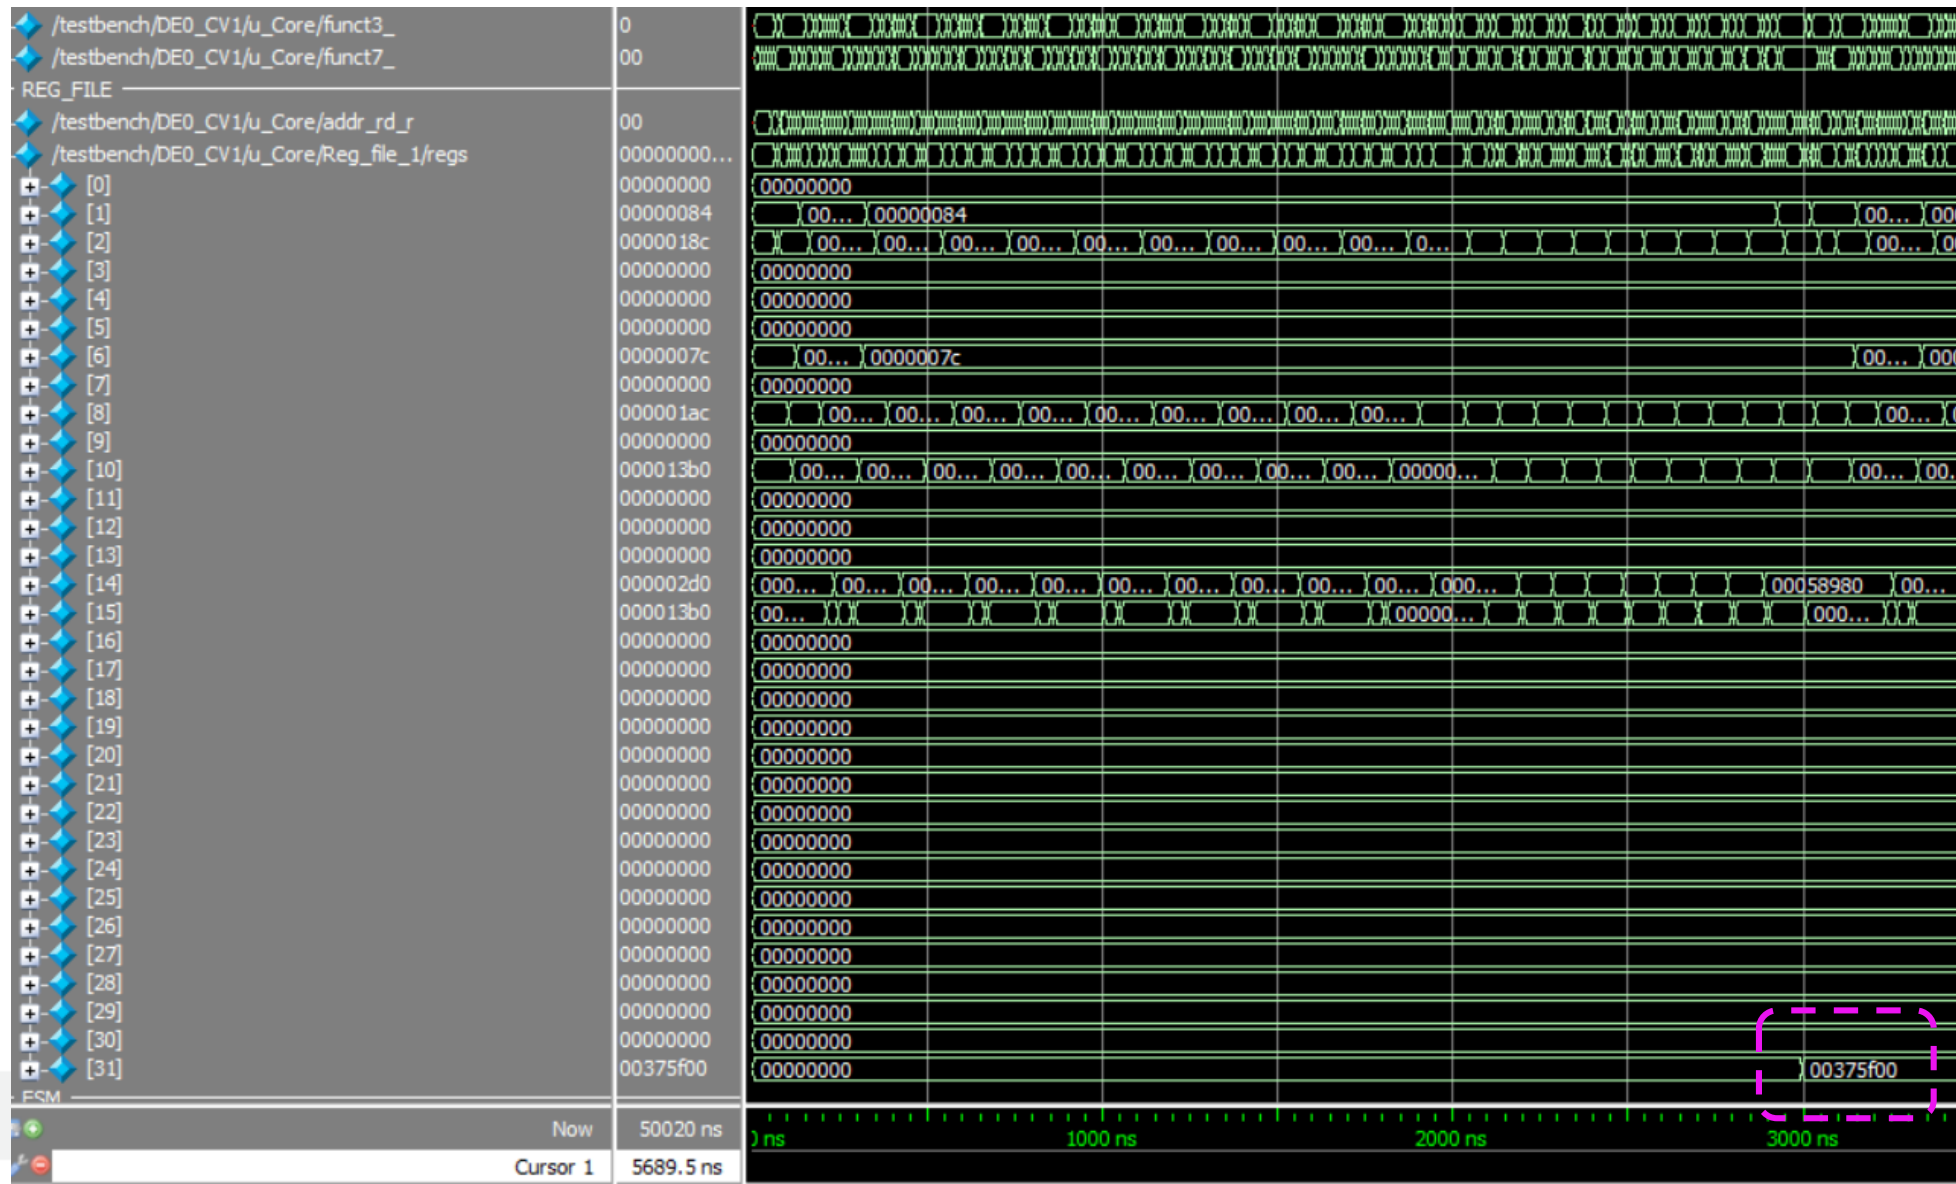 /testbench/DE0_CV1/u_Core/funct3_ 0
/testbench/DE0_CV1/u_Core/funct7_ 00
REG_FILE
/testbench/DE0_CV1/u_Core/addr_rd_r 00
/testbench/DE0_CV1/u_Core/Reg_file_1/regs 00000000...
[0] 00000000 00000000
[1] 00000084 00... 00000084 00... 00
[2] 0000018c 00... 00... 00... 00... 00... 00... 00... 00... 00... 0... 00... 0
[3] 00000000 00000000
[4] 00000000 00000000
[5] 00000000 00000000
[6] 0000007c 00... 0000007c 00... 00
[7] 00000000 00000000
[8] 000001ac 00... 00... 00... 00... 00... 00... 00... 00... 00... 00...
[9] 00000000 00000000
[10] 000013b0 00... 00... 00... 00... 00... 00... 00... 00... 00... 00000... 00... 00.
[11] 00000000 00000000
[12] 00000000 00000000
[13] 00000000 00000000
[14] 000002d0 000... 00... 00... 00... 00... 00... 00... 00... 00... 00... 000... 00058980 00...
[15] 000013b0 00... 00000... 000...
[16] 00000000 00000000
[17] 00000000 00000000
[18] 00000000 00000000
[19] 00000000 00000000
[20] 00000000 00000000
[21] 00000000 00000000
[22] 00000000 00000000
[23] 00000000 00000000
[24] 00000000 00000000
[25] 00000000 00000000
[26] 00000000 00000000
[27] 00000000 00000000
[28] 00000000 00000000
[29] 00000000 00000000
[30] 00000000 00000000
[31] 00375f00 00000000 00375f00
Now 50020 ns
ns 1000 ns 2000 ns 3000 ns
Cursor 1 5689.5 ns